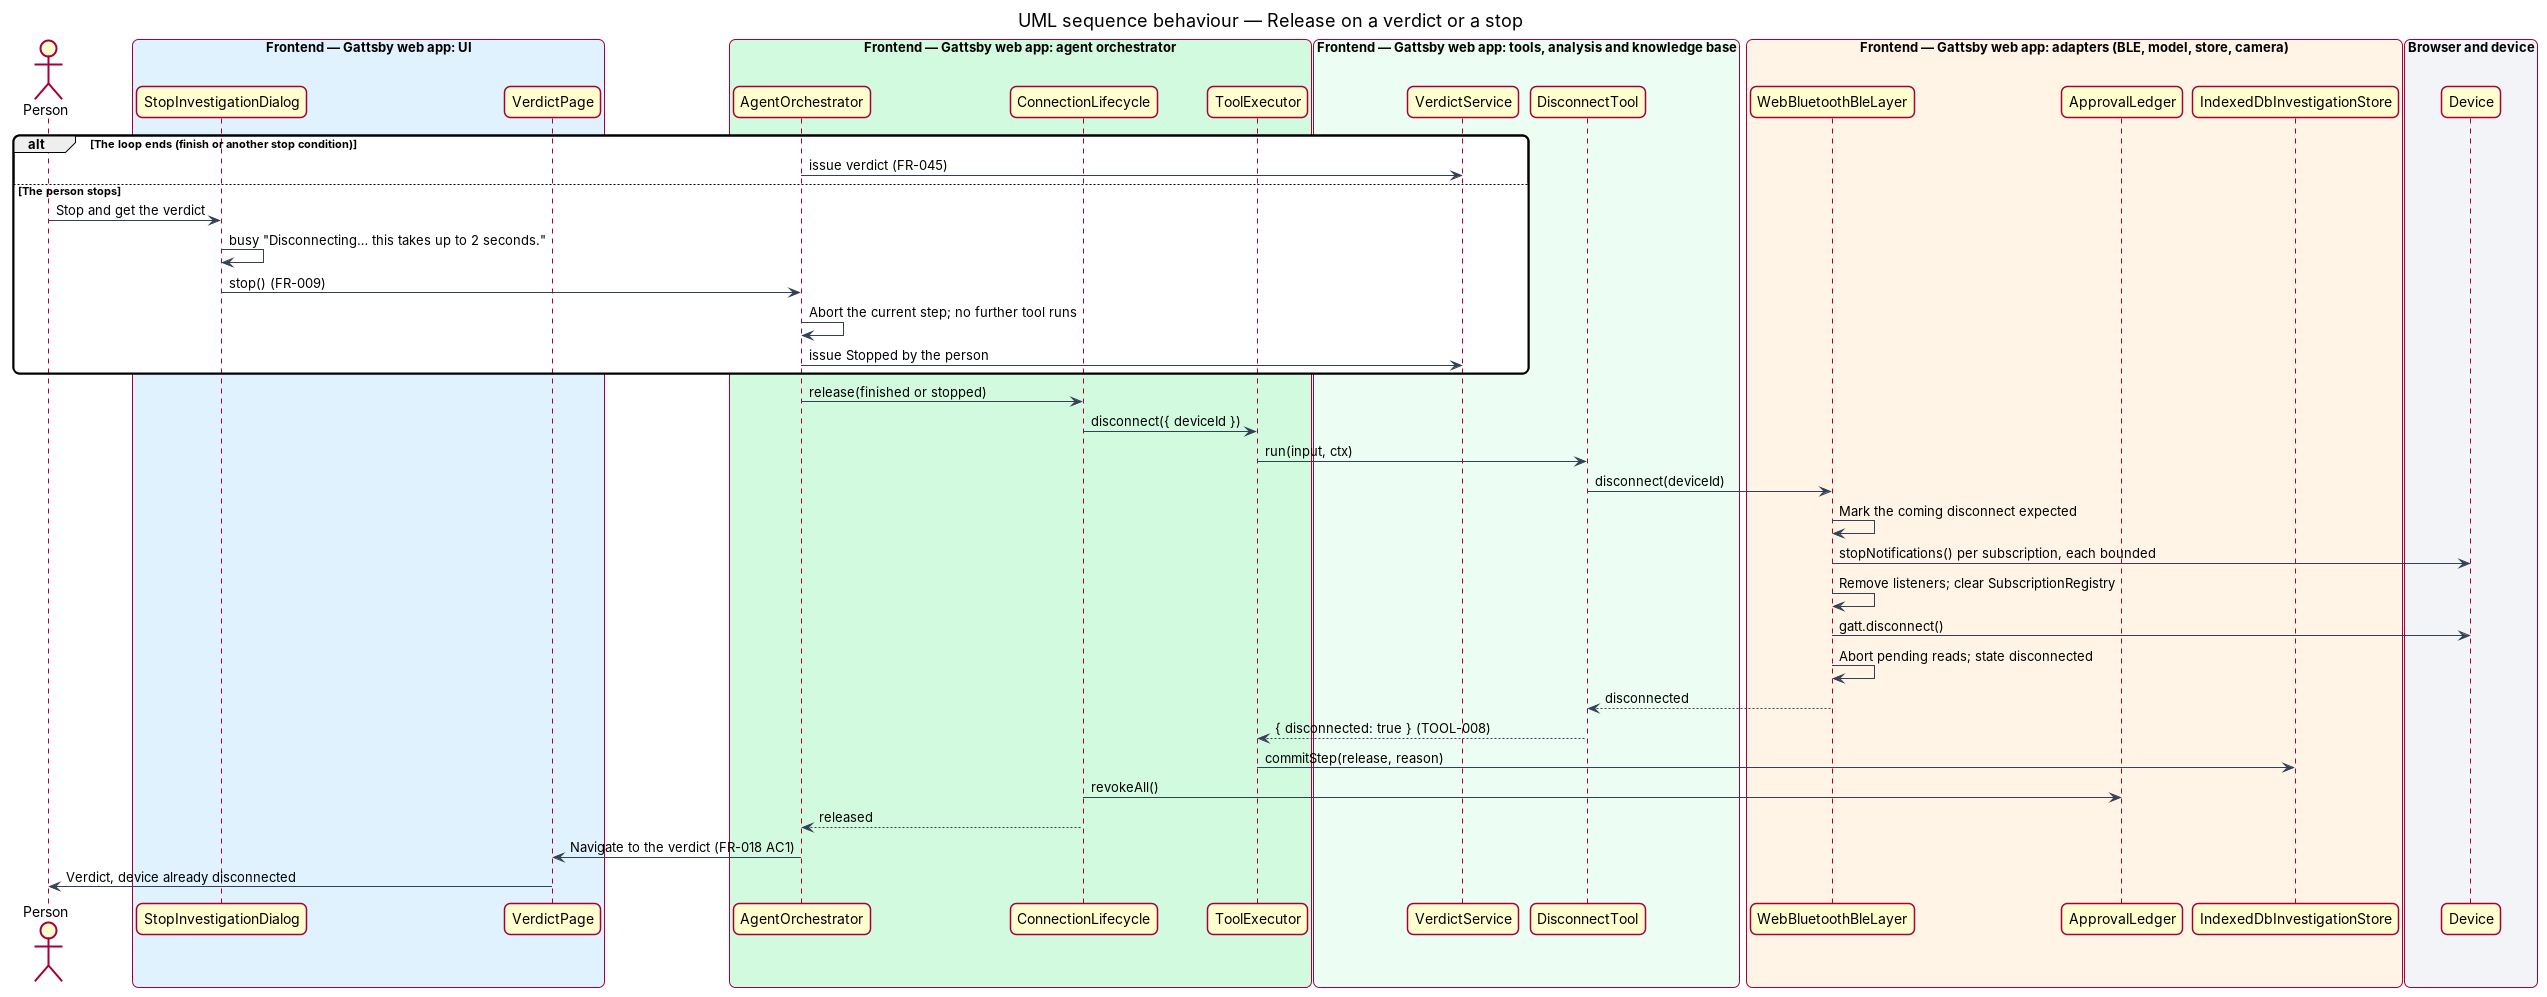 UML sequence behaviour — Release on a verdict or a stop
Frontend — Gattsby web app: UI
Frontend — Gattsby web app: agent orchestrator
Frontend — Gattsby web app: tools, analysis and knowledge base
Frontend — Gattsby web app: adapters (BLE, model, store, camera)
Browser and device
Person
StopInvestigationDialog
VerdictPage
AgentOrchestrator
ConnectionLifecycle
ToolExecutor
VerdictService
DisconnectTool
WebBluetoothBleLayer
ApprovalLedger
IndexedDbInvestigationStore
Device
alt
[The loop ends (finish or another stop condition)]
issue verdict (FR-045)
[The person stops]
Stop and get the verdict
busy "Disconnecting… this takes up to 2 seconds."
stop() (FR-009)
Abort the current step; no further tool runs
issue Stopped by the person
release(finished or stopped)
disconnect({ deviceId })
run(input, ctx)
disconnect(deviceId)
Mark the coming disconnect expected
stopNotifications() per subscription, each bounded
Remove listeners; clear SubscriptionRegistry
gatt.disconnect()
Abort pending reads; state disconnected
disconnected
{ disconnected: true } (TOOL-008)
commitStep(release, reason)
revokeAll()
released
Navigate to the verdict (FR-018 AC1)
Verdict, device already disconnected
Person
StopInvestigationDialog
VerdictPage
AgentOrchestrator
ConnectionLifecycle
ToolExecutor
VerdictService
DisconnectTool
WebBluetoothBleLayer
ApprovalLedger
IndexedDbInvestigationStore
Device